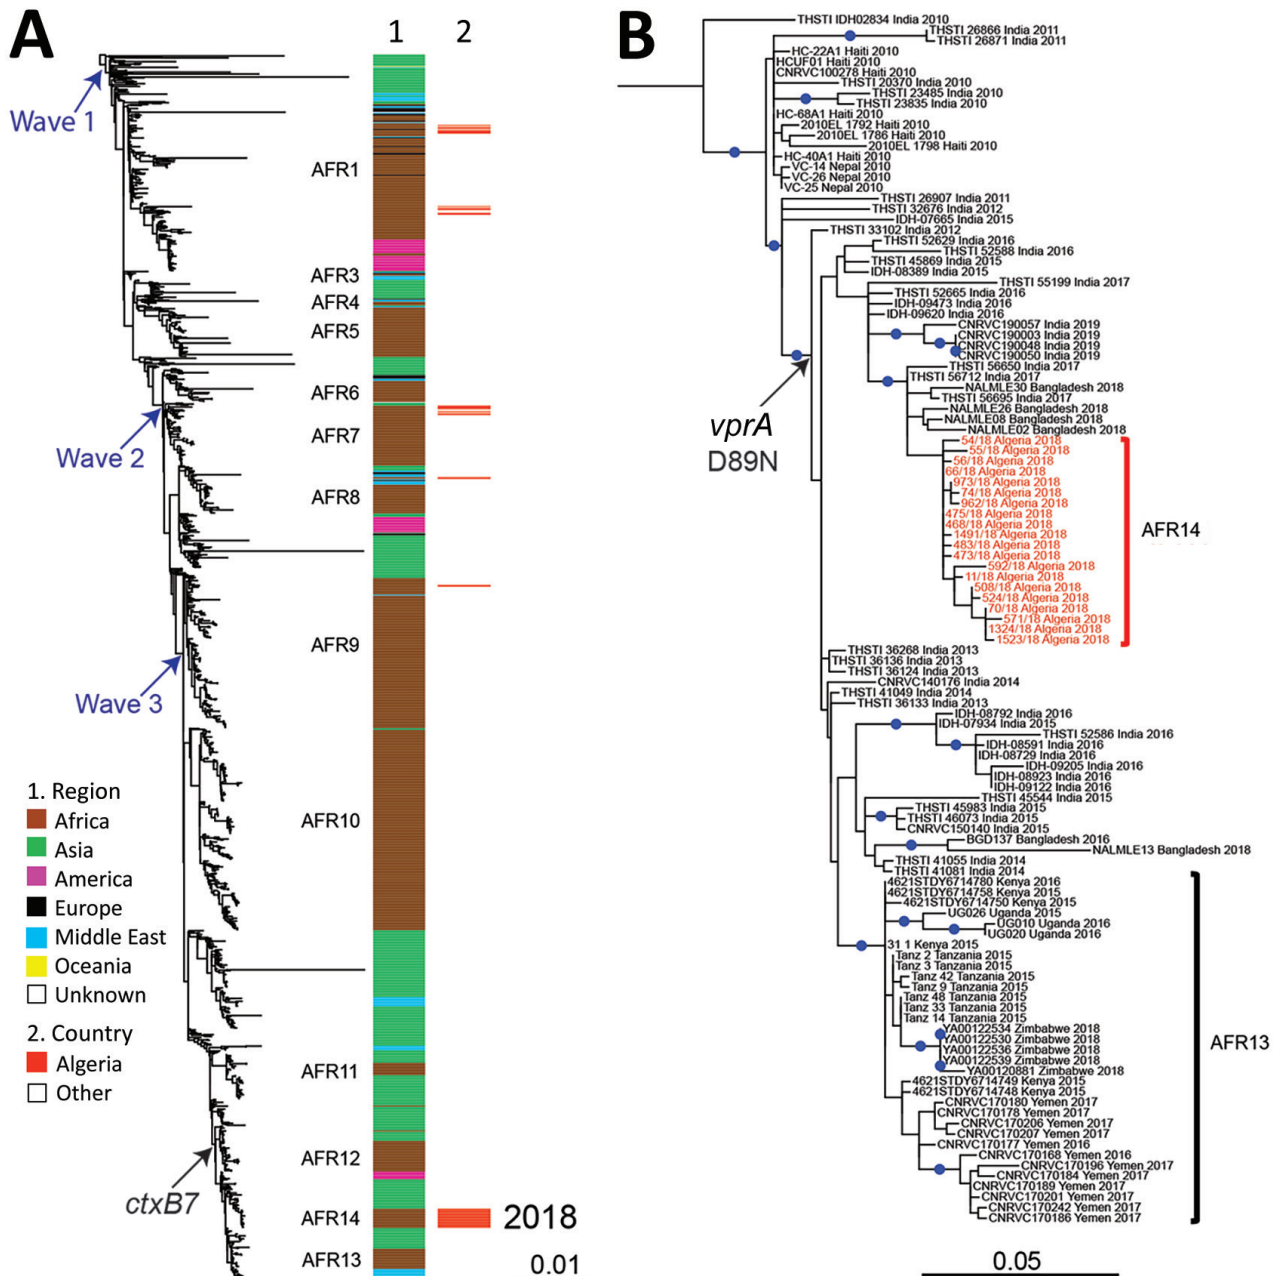 A
1
2
Wave 1
AFR1
AFR3
AFR4
AFR5
AFR6
AFR7
Wave 2
AFR8
AFR9
Wave 3
AFR10
1. Region
Africa
Asia
America
Europe
Middle East
Oceania
Unknown
2. Country
Algeria
Other
AFR11
AFR12
ctxB7
AFR14
2018
AFR13
0.01
B
THSTI IDH02834 India 2010
THSTI 26866 India 2011
THSTI 26871 India 2011
HC-22A1 Haiti 2010
HCUF01 Haiti 2010
CNRVC100278 Haiti 2010
THSTI 20370 India 2010
THSTI 23485 India 2010
THSTI 23835 India 2010
HC-68A1 Haiti 2010
2010EL 1792 Haiti 2010
2010EL 1786 Haiti 2010
2010EL 1798 Haiti 2010
HC-40A1 Haiti 2010
VC-14 Nepal 2010
VC-26 Nepal 2010
VC-25 Nepal 2010
THSTI 26907 India 2011
THSTI 32676 India 2012
IDH-07665 India 2015
THSTI 33102 India 2012
THSTI 52629 India 2016
THSTI 52588 India 2016
THSTI 45869 India 2015
IDH-08389 India 2015
THSTI 55199 India 2017
THSTI 52665 India 2016
IDH-09473 India 2016
IDH-09620 India 2016
CNRVC190057 India 2019
CNRVC190003 India 2019
CNRVC190048 India 2019
CNRVC190050 India 2019
THSTI 56650 India 2017
THSTI 56712 India 2017
NALMLE30 Bangladesh 2018
THSTI 56695 India 2017
NALMLE26 Bangladesh 2018
NALMLE08 Bangladesh 2018
NALMLE02 Bangladesh 2018
vprA
D89N
54/18 Algeria 2018
55/18 Algeria 2018
56/18 Algeria 2018
66/18 Algeria 2018
973/18 Algeria 2018
74/18 Algeria 2018
962/18 Algeria 2018
475/18 Algeria 2018
468/18 Algeria 2018
1491/18 Algeria 2018
483/18 Algeria 2018
473/18 Algeria 2018
592/18 Algeria 2018
11/18 Algeria 2018
508/18 Algeria 2018
524/18 Algeria 2018
70/18 Algeria 2018
571/18 Algeria 2018
1324/18 Algeria 2018
1523/18 Algeria 2018
AFR14
THSTI 36268 India 2013
THSTI 36136 India 2013
THSTI 36124 India 2013
CNRVC140176 India 2014
THSTI 41049 India 2014
THSTI 36133 India 2013
IDH-08792 India 2016
IDH-07934 India 2015
THSTI 52586 India 2016
IDH-08591 India 2016
IDH-08729 India 2016
IDH-09205 India 2016
IDH-08923 India 2016
IDH-09122 India 2016
THSTI 45544 India 2015
THSTI 45983 India 2015
THSTI 46073 India 2015
CNRVC150140 India 2015
BGD137 Bangladesh 2016
NALMLE13 Bangladesh 2018
THSTI 41055 India 2014
THSTI 41081 India 2014
4621STDY6714780 Kenya 2016
4621STDY6714758 Kenya 2015
4621STDY6714750 Kenya 2015
UG026 Uganda 2015
UG010 Uganda 2016
UG020 Uganda 2016
31 1 Kenya 2015
Tanz 2 Tanzania 2015
Tanz 3 Tanzania 2015
Tanz 42 Tanzania 2015
Tanz 9 Tanzania 2015
Tanz 48 Tanzania 2015
Tanz 33 Tanzania 2015
Tanz 14 Tanzania 2015
YA00122534 Zimbabwe 2018
YA00122530 Zimbabwe 2018
YA00122536 Zimbabwe 2018
YA00122539 Zimbabwe 2018
YA00120881 Zimbabwe 2018
4621STDY6714749 Kenya 2015
4621STDY6714748 Kenya 2015
CNRVC170180 Yemen 2017
CNRVC170178 Yemen 2017
CNRVC170206 Yemen 2017
CNRVC170207 Yemen 2017
CNRVC170177 Yemen 2016
CNRVC170168 Yemen 2016
CNRVC170196 Yemen 2017
CNRVC170184 Yemen 2017
CNRVC170189 Yemen 2017
CNRVC170201 Yemen 2017
CNRVC170242 Yemen 2017
CNRVC170186 Yemen 2017
AFR13
0.05